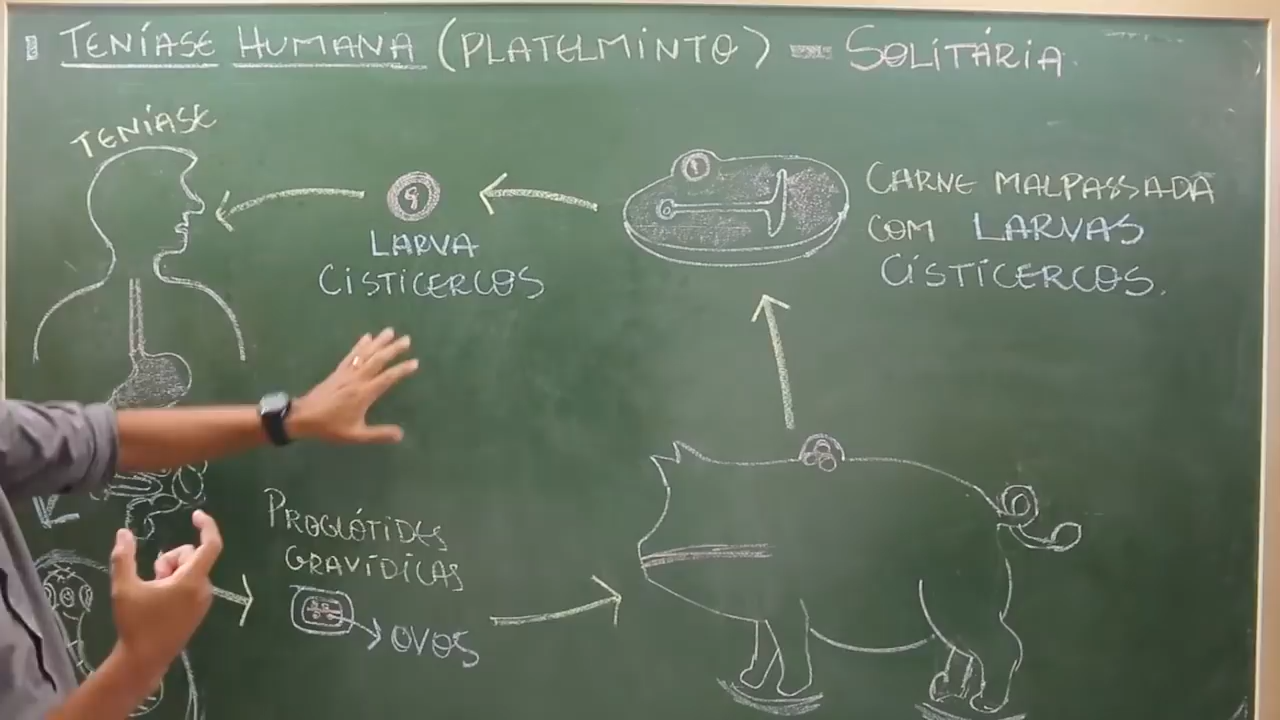 TENÍASE HUMANA (PLATELMINTO) = SOLITÁRIA.
TENÍASE
LARVA
CISTICERCOS
CARNE MALPASSADA
COM LARVAS
CISTICERCOS.
PROGLÓTIDES
GRAVÍDICAS
OVOS